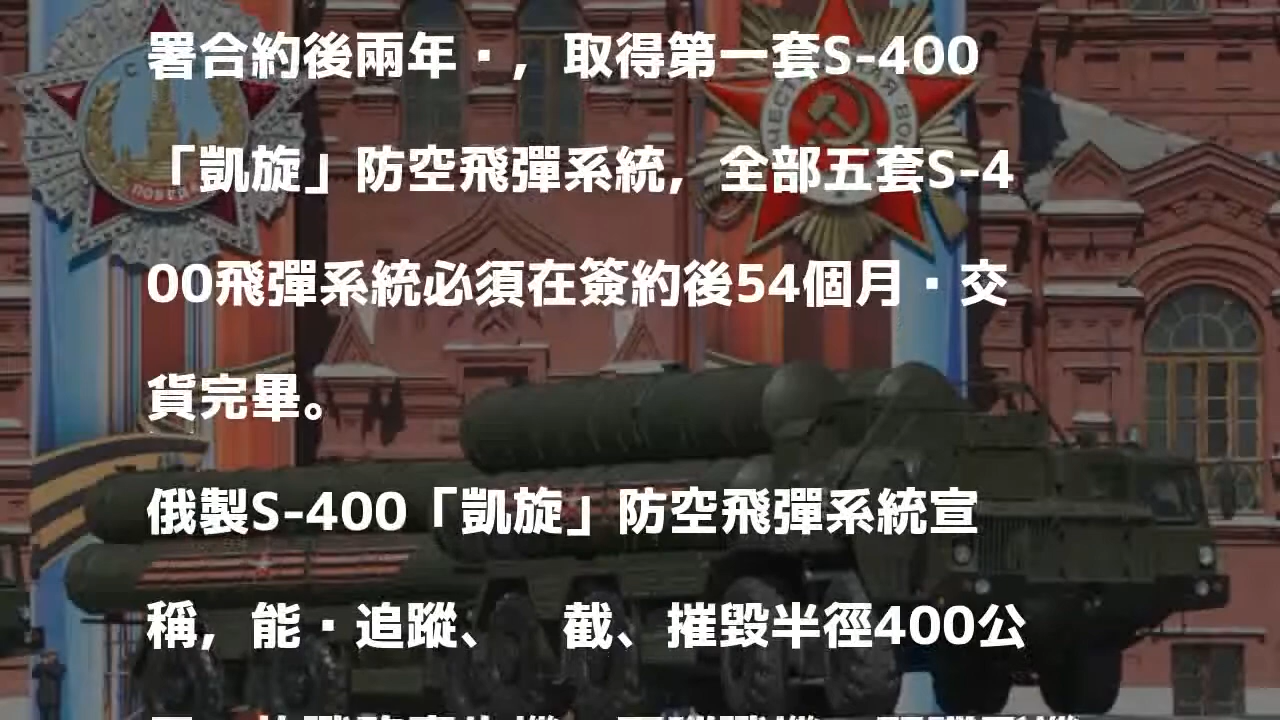 署合約後兩年▪，取得第一套S-400
「凱旋」防空飛彈系統，全部五套S-4
00飛彈系統必須在簽約後54個月▪交
貨完畢。
俄製S-400「凱旋」防空飛彈系統宣
稱，能▪追蹤、　截、摧毀半徑400公
ПОБЕДА